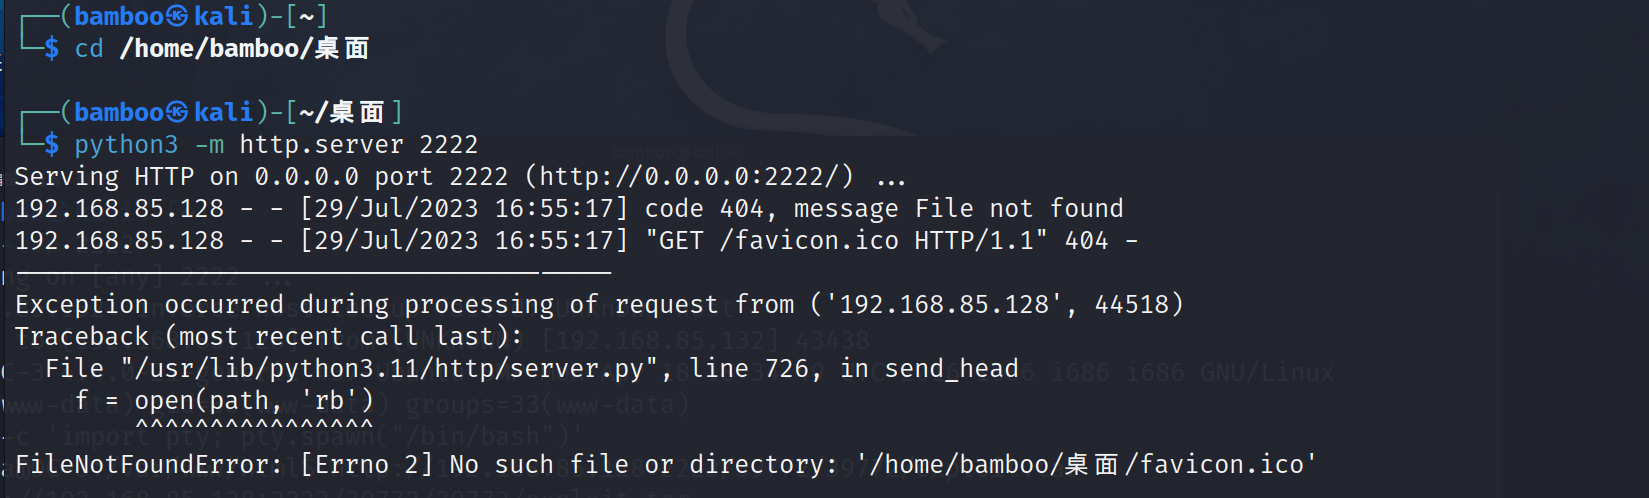 ┌──(bamboo㉿kali)-[~]
└─$ cd /home/bamboo/桌面
┌──(bamboo㉿kali)-[~/桌面]
└─$ python3 -m http.server 2222
Serving HTTP on 0.0.0.0 port 2222 (http://0.0.0.0:2222/) ...
192.168.85.128 - - [29/Jul/2023 16:55:17] code 404, message File not found
192.168.85.128 - - [29/Jul/2023 16:55:17] "GET /favicon.ico HTTP/1.1" 404 -
----------------------------------------
Exception occurred during processing of request from ('192.168.85.128', 44518)
Traceback (most recent call last):
  File "/usr/lib/python3.11/http/server.py", line 726, in send_head
    f = open(path, 'rb')
        ^^^^^^^^^^^^^^^^
FileNotFoundError: [Errno 2] No such file or directory: '/home/bamboo/桌面/favicon.ico'